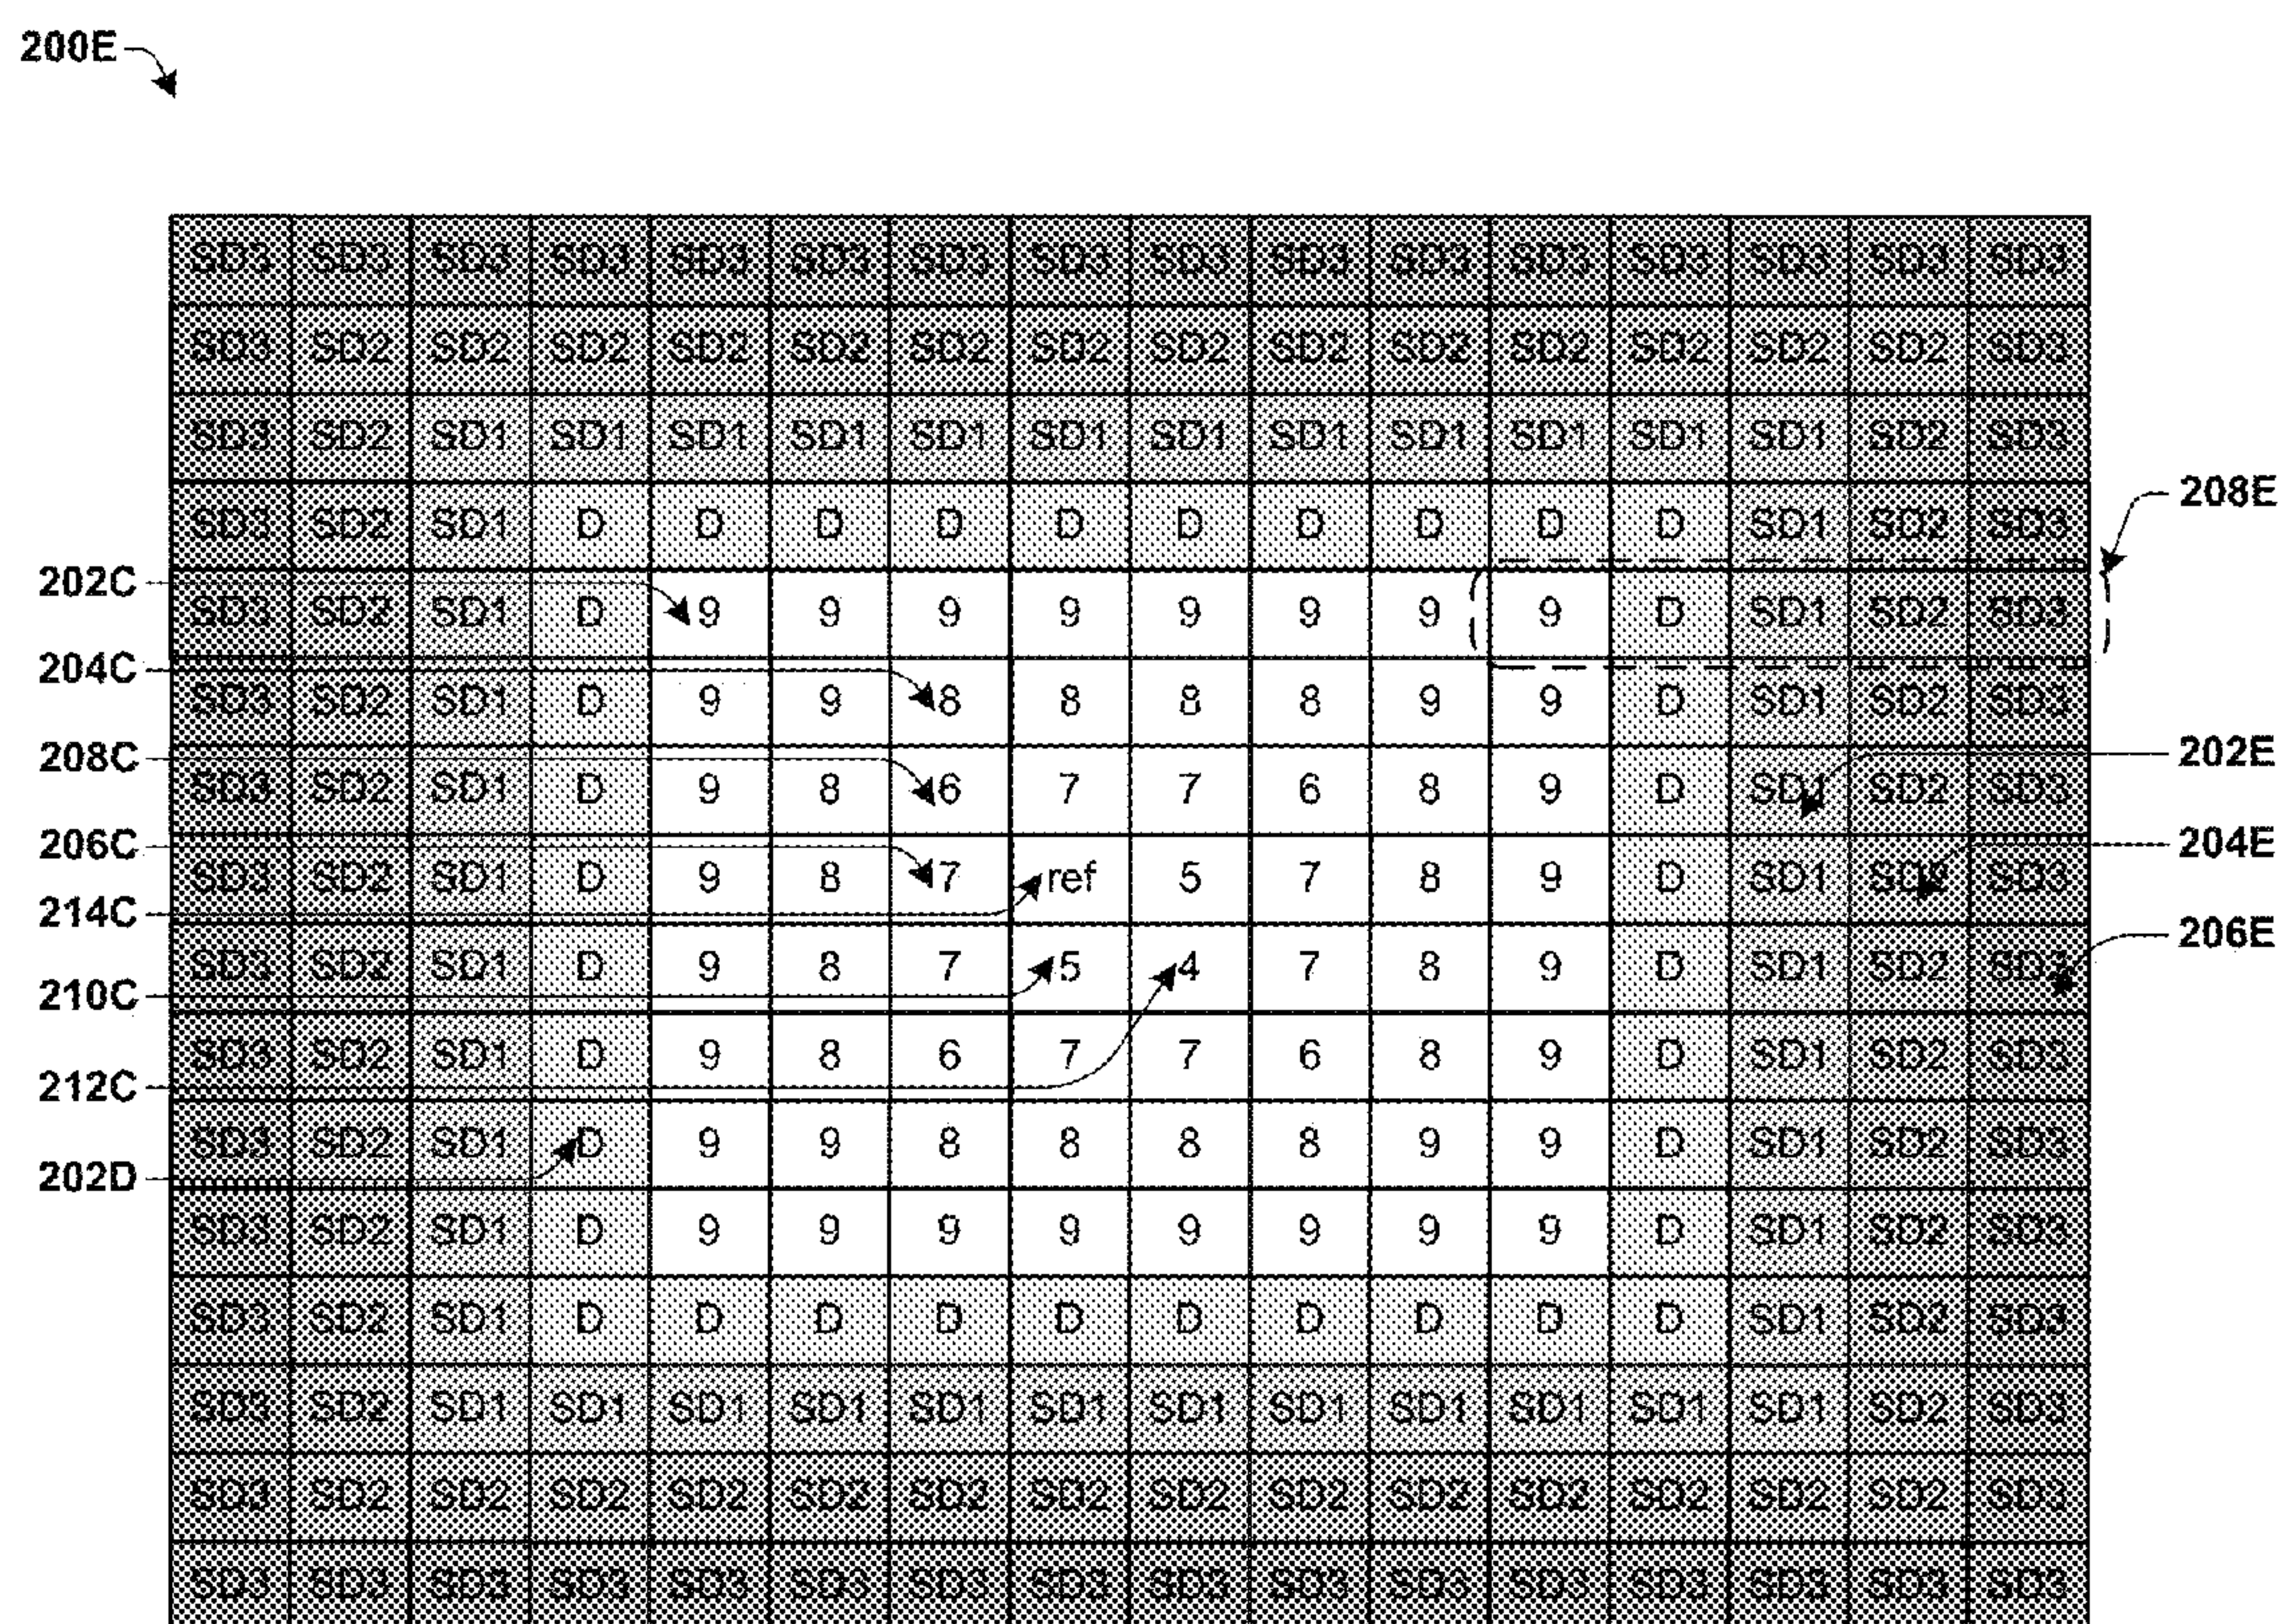 200E
SD3 SD3 SD3 SD3 SD3 SD3 SD3 SD3 SD3 SD3 SD3 SD3 SD3 SD3 SD3 SD3
SD3 SD2 SD2 SD2 SD2 SD2 SD2 SD2 SD2 SD2 SD2 SD2 SD2 SD2 SD2 SD3
SD3 SD2 SD1 SD1 SD1 SD1 SD1 SD1 SD1 SD1 SD1 SD1 SD1 SD1 SD2 SD3
SD3 SD2 SD1 D D D D D D D D D D SD1 SD2 SD3
208E
202C
SD3 SD2 SD1 D 9 9 9 9 9 9 9 9 D SD1 SD2 SD3
204C
SD3 SD2 SD1 D 9 9 8 8 8 8 9 9 D SD1 SD2 SD3
208C
202E
SD3 SD2 SD1 D 9 8 6 7 7 6 8 9 D SD1 SD2 SD3
206C
204E
SD3 SD2 SD1 D 9 8 7 ref 5 7 8 9 D SD1 SD2 SD3
214C
206E
SD3 SD2 SD1 D 9 8 7 5 4 7 8 9 D SD1 SD2 SD3
210C
SD3 SD2 SD1 D 9 8 6 7 7 6 8 9 D SD1 SD2 SD3
212C
SD3 SD2 SD1 D 9 9 8 8 8 8 9 9 D SD1 SD2 SD3
202D
SD3 SD2 SD1 D 9 9 9 9 9 9 9 9 D SD1 SD2 SD3
SD3 SD2 SD1 D D D D D D D D D D SD1 SD2 SD3
SD3 SD2 SD1 SD1 SD1 SD1 SD1 SD1 SD1 SD1 SD1 SD1 SD1 SD1 SD2 SD3
SD3 SD2 SD2 SD2 SD2 SD2 SD2 SD2 SD2 SD2 SD2 SD2 SD2 SD2 SD2 SD3
SD3 SD3 SD3 SD3 SD3 SD3 SD3 SD3 SD3 SD3 SD3 SD3 SD3 SD3 SD3 SD3